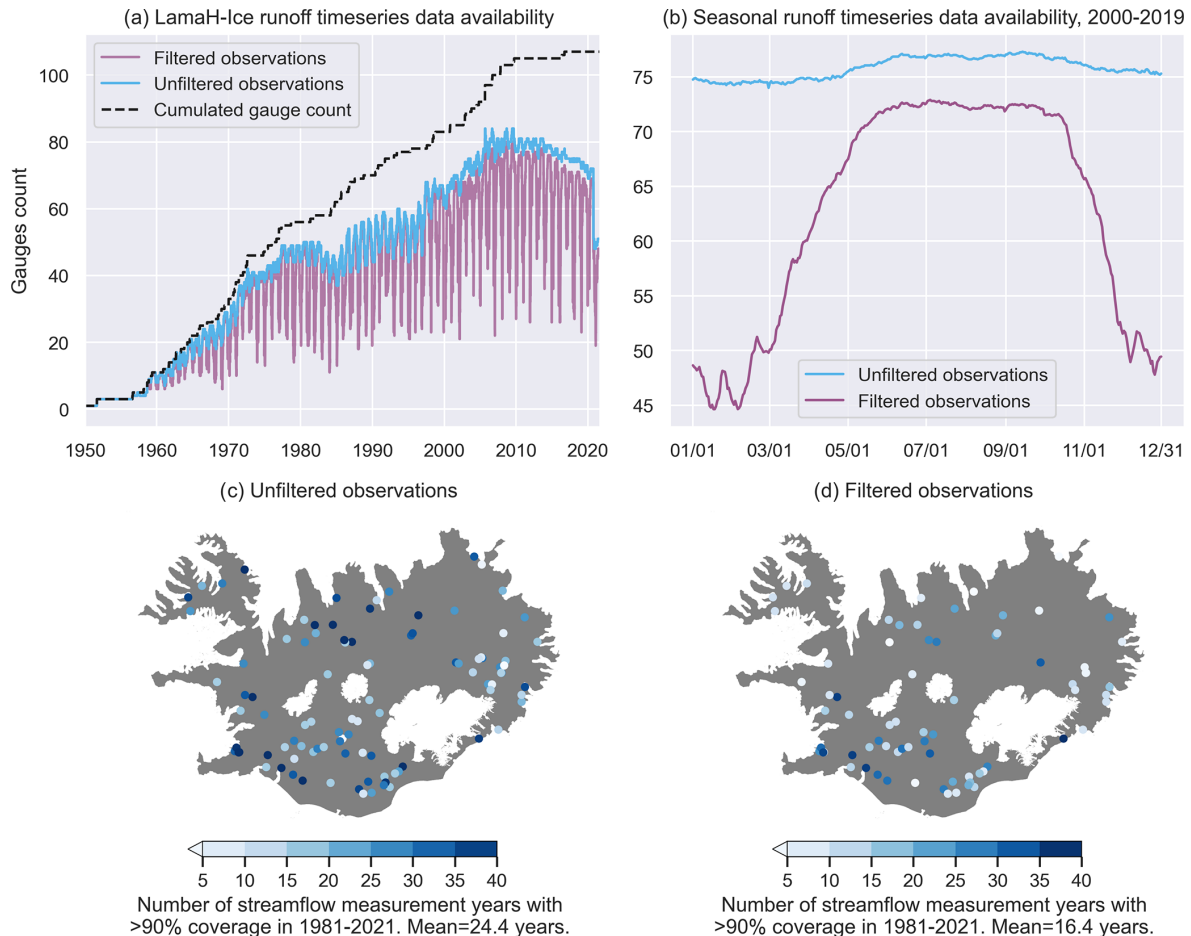 (a) LamaH-Ice runoff timeseries data availability
Filtered observations
Unfiltered observations
Cumulated gauge count
Gauges count
100
80
60
40
20
0
1950 1960 1970 1980 1990 2000 2010 2020
(b) Seasonal runoff timeseries data availability, 2000-2019
75
70
65
60
55
50
45
Unfiltered observations
Filtered observations
01/01 03/01 05/01 07/01 09/01 11/01 12/31
(c) Unfiltered observations
5 10 15 20 25 30 35 40
Number of streamflow measurement years with
>90% coverage in 1981-2021. Mean=24.4 years.
(d) Filtered observations
5 10 15 20 25 30 35 40
Number of streamflow measurement years with
>90% coverage in 1981-2021. Mean=16.4 years.